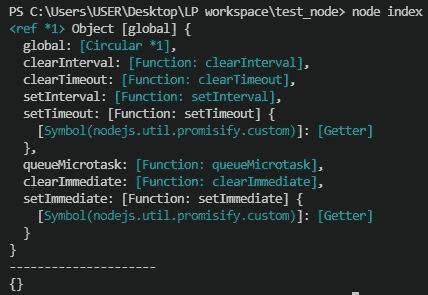 PS C:\Users\USER\Desktop\LP workspace\test_node> node index
<ref *1> Object [global] {
  global: [Circular *1],
  clearInterval: [Function: clearInterval],
  clearTimeout: [Function: clearTimeout],
  setInterval: [Function: setInterval],
  setTimeout: [Function: setTimeout] {
    [Symbol(nodejs.util.promisify.custom)]: [Getter]
  },
  queueMicrotask: [Function: queueMicrotask],
  clearImmediate: [Function: clearImmediate],
  setImmediate: [Function: setImmediate] {
    [Symbol(nodejs.util.promisify.custom)]: [Getter]
  }
}
---------------------
{}